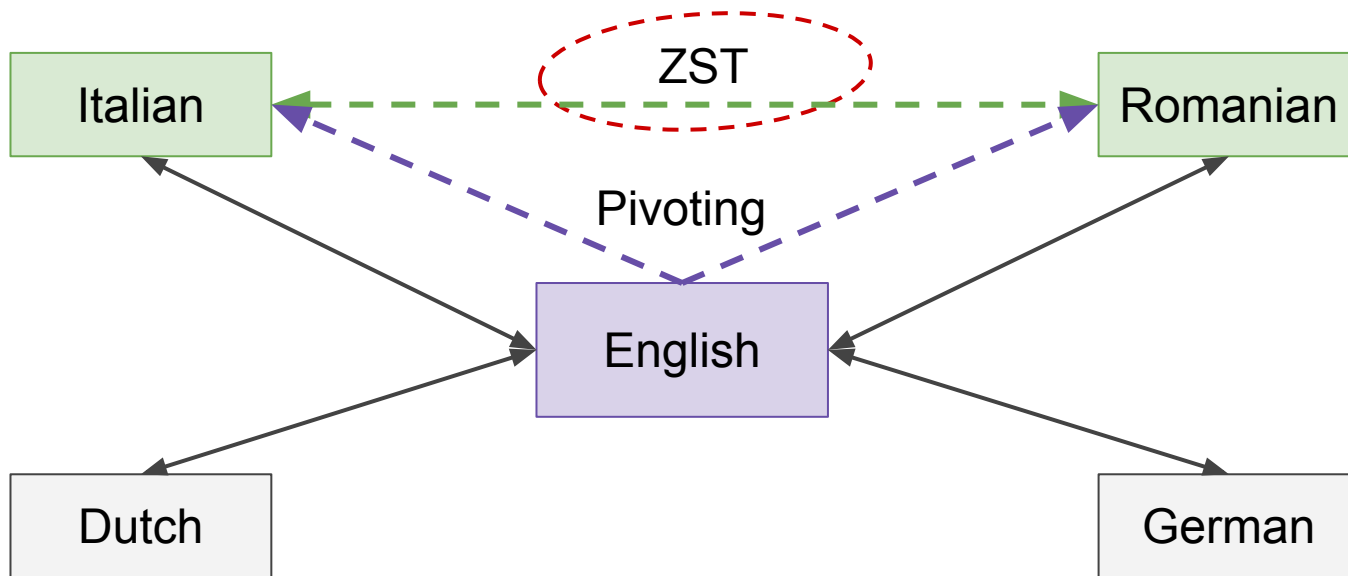 ZST
Italian
Romanian
Pivoting
English
Dutch
German